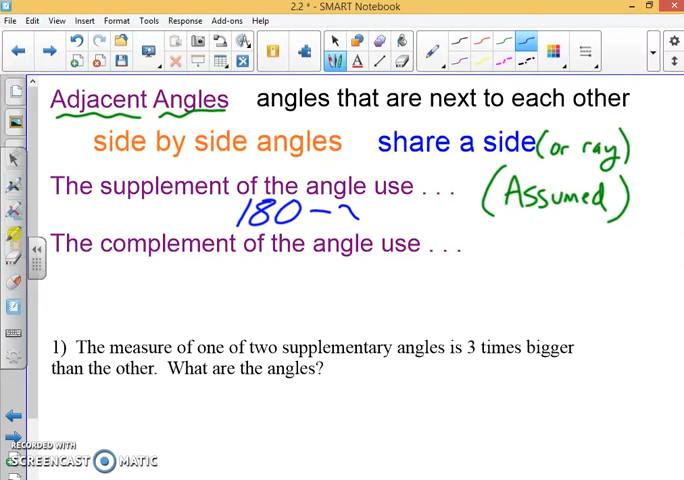 2.2 * - SMART Notebook
File Edit View Insert Format Tools Response Add-ons Help
Adjacent Angles angles that are next to each other
side by side angles share a side (or ray)
The supplement of the angle use . . . (Assumed)
180 -
The complement of the angle use . . .
1) The measure of one of two supplementary angles is 3 times bigger
than the other. What are the angles?
RECORDED WITH
SCREENCAST MATIC